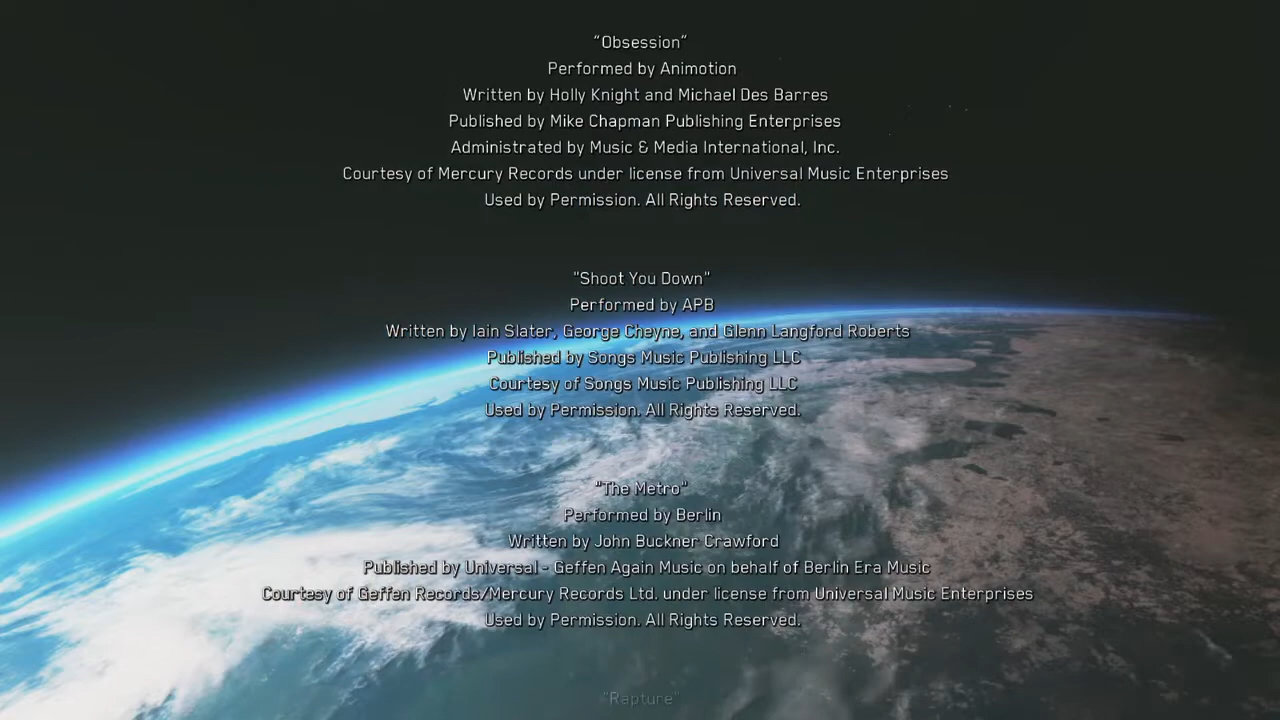 "Obsession"
Performed by Animotion
Written by Holly Knight and Michael Des Barres
Published by Mike Chapman Publishing Enterprises
Administrated by Music & Media International, Inc.
Courtesy of Mercury Records under license from Universal Music Enterprises
Used by Permission. All Rights Reserved.
"Shoot You Down"
Performed by APB
Written by Iain Slater, George Cheyne, and Glenn Langford Roberts
Published by Songs Music Publishing LLC
Courtesy of Songs Music Publishing LLC
Used by Permission. All Rights Reserved.
"The Metro"
Performed by Berlin
Written by John Buckner Crawford
Published by Universal - Geffen Again Music on behalf of Berlin Era Music
Courtesy of Geffen Records/Mercury Records Ltd. under license from Universal Music Enterprises
Used by Permission. All Rights Reserved.
"Rapture"